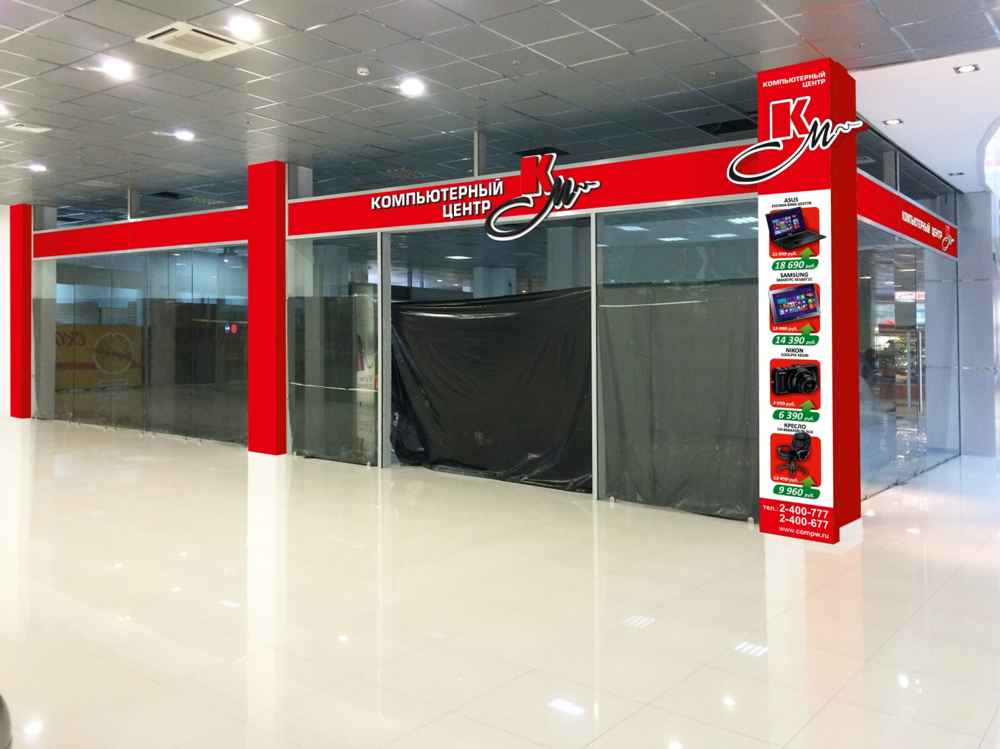 КОМПЬЮТЕРНЫЙ
ЦЕНТР
КМ
КОМПЬЮТЕРНЫЙ
ЦЕНТР
КМ
ASUS
X553MA-BING-SX377B
21 990 руб.
18 690 руб.
SAMSUNG
SMARTPC XE500T1C
17 990 руб.
14 390 руб.
NIKON
COOLPIX S9100
7 990 руб.
6 390 руб.
КРЕСЛО
CH-868AXSN/BLACK
12 450 руб.
9 960 руб.
тел.: 2-400-777
2-400-677
www.compw.ru
КОМПЬЮТЕРНЫЙ ЦЕНТР КМ